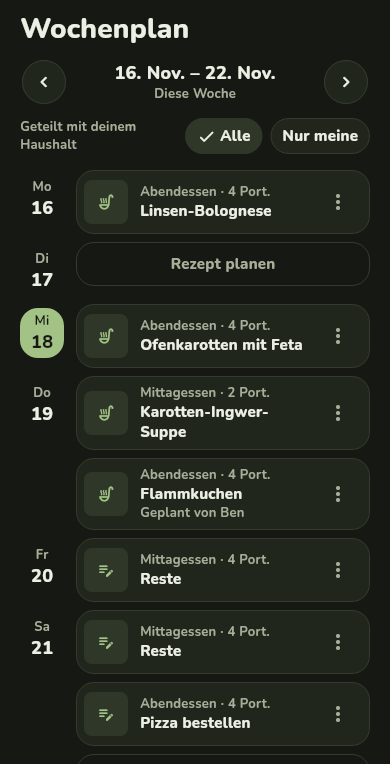 Wochenplan
16. Nov. – 22. Nov.
Diese Woche
Geteilt mit deinem
Haushalt
Alle
Nur meine
Mo
16
Abendessen · 4 Port.
Linsen-Bolognese
Di
17
Rezept planen
Mi
18
Abendessen · 4 Port.
Ofenkarotten mit Feta
Do
19
Mittagessen · 2 Port.
Karotten-Ingwer-
Suppe
Abendessen · 4 Port.
Flammkuchen
Geplant von Ben
Fr
20
Mittagessen · 4 Port.
Reste
Sa
21
Mittagessen · 4 Port.
Reste
Abendessen · 4 Port.
Pizza bestellen